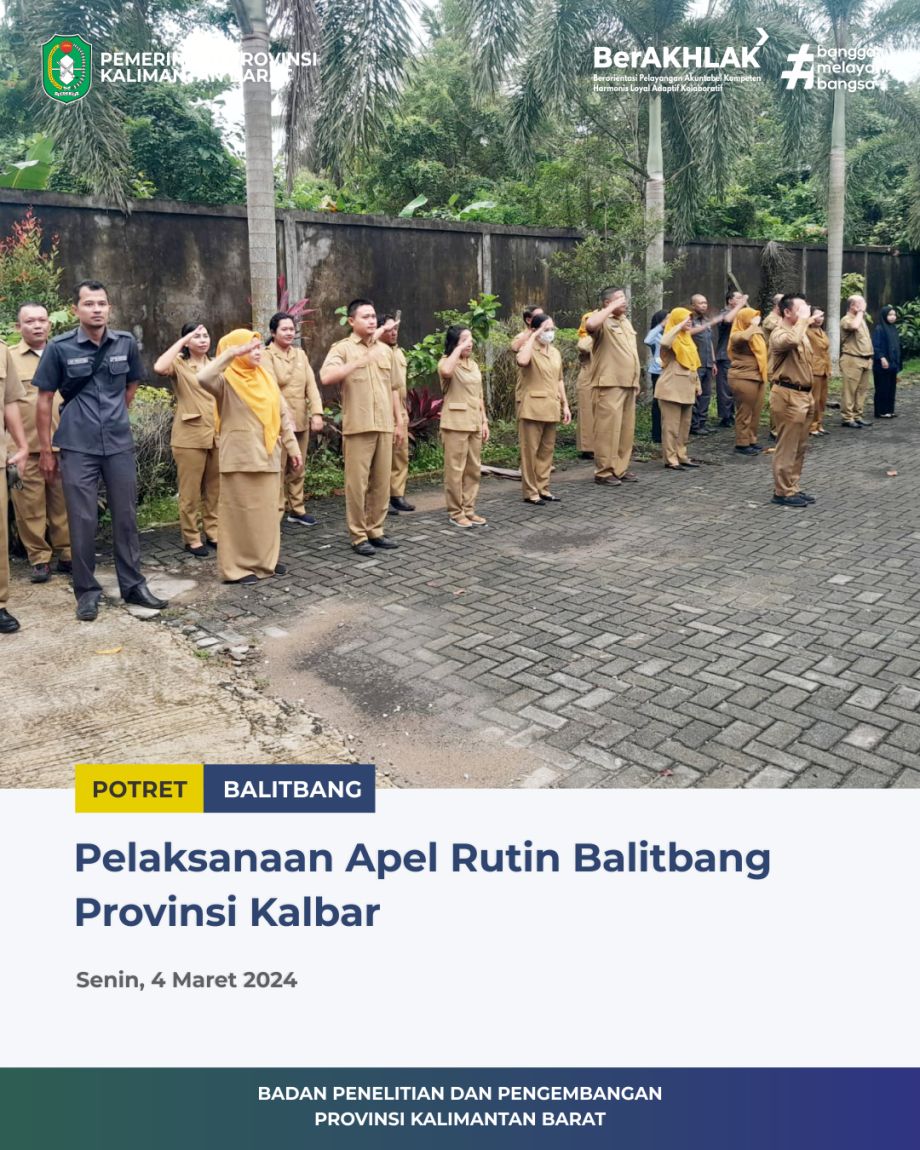 PEMERINTAH PROVINSI
KALIMANTAN BARAT
BerAKHLAK
Berorientasi Pelayanan Akuntabel Kompeten
Harmonis Loyal Adaptif Kolaboratif
#
bangga
melayani
bangsa
POTRET BALITBANG
Pelaksanaan Apel Rutin Balitbang
Provinsi Kalbar
Senin, 4 Maret 2024
BADAN PENELITIAN DAN PENGEMBANGAN
PROVINSI KALIMANTAN BARAT